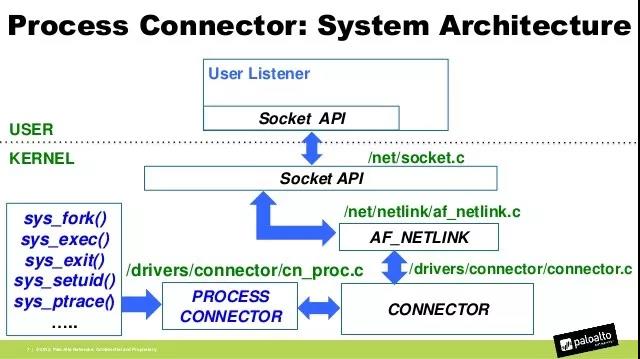 Process Connector: System Architecture
User Listener
Socket API
USER
KERNEL
/net/socket.c
Socket API
/net/netlink/af_netlink.c
AF_NETLINK
sys_fork()
sys_exec()
sys_exit()
sys_setuid()
sys_ptrace()
…..
/drivers/connector/cn_proc.c
/drivers/connector/connector.c
PROCESS
CONNECTOR
CONNECTOR
Palo Alto Networks. Confidential and Proprietary.
paloalto